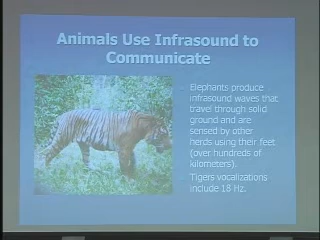 Animals Use Infrasound to
Communicate
Elephants produce
infrasound waves that
travel through solid
ground and are
sensed by other
herds using their feet
(over hundreds of
kilometers).
Tigers vocalizations
include 18 Hz.